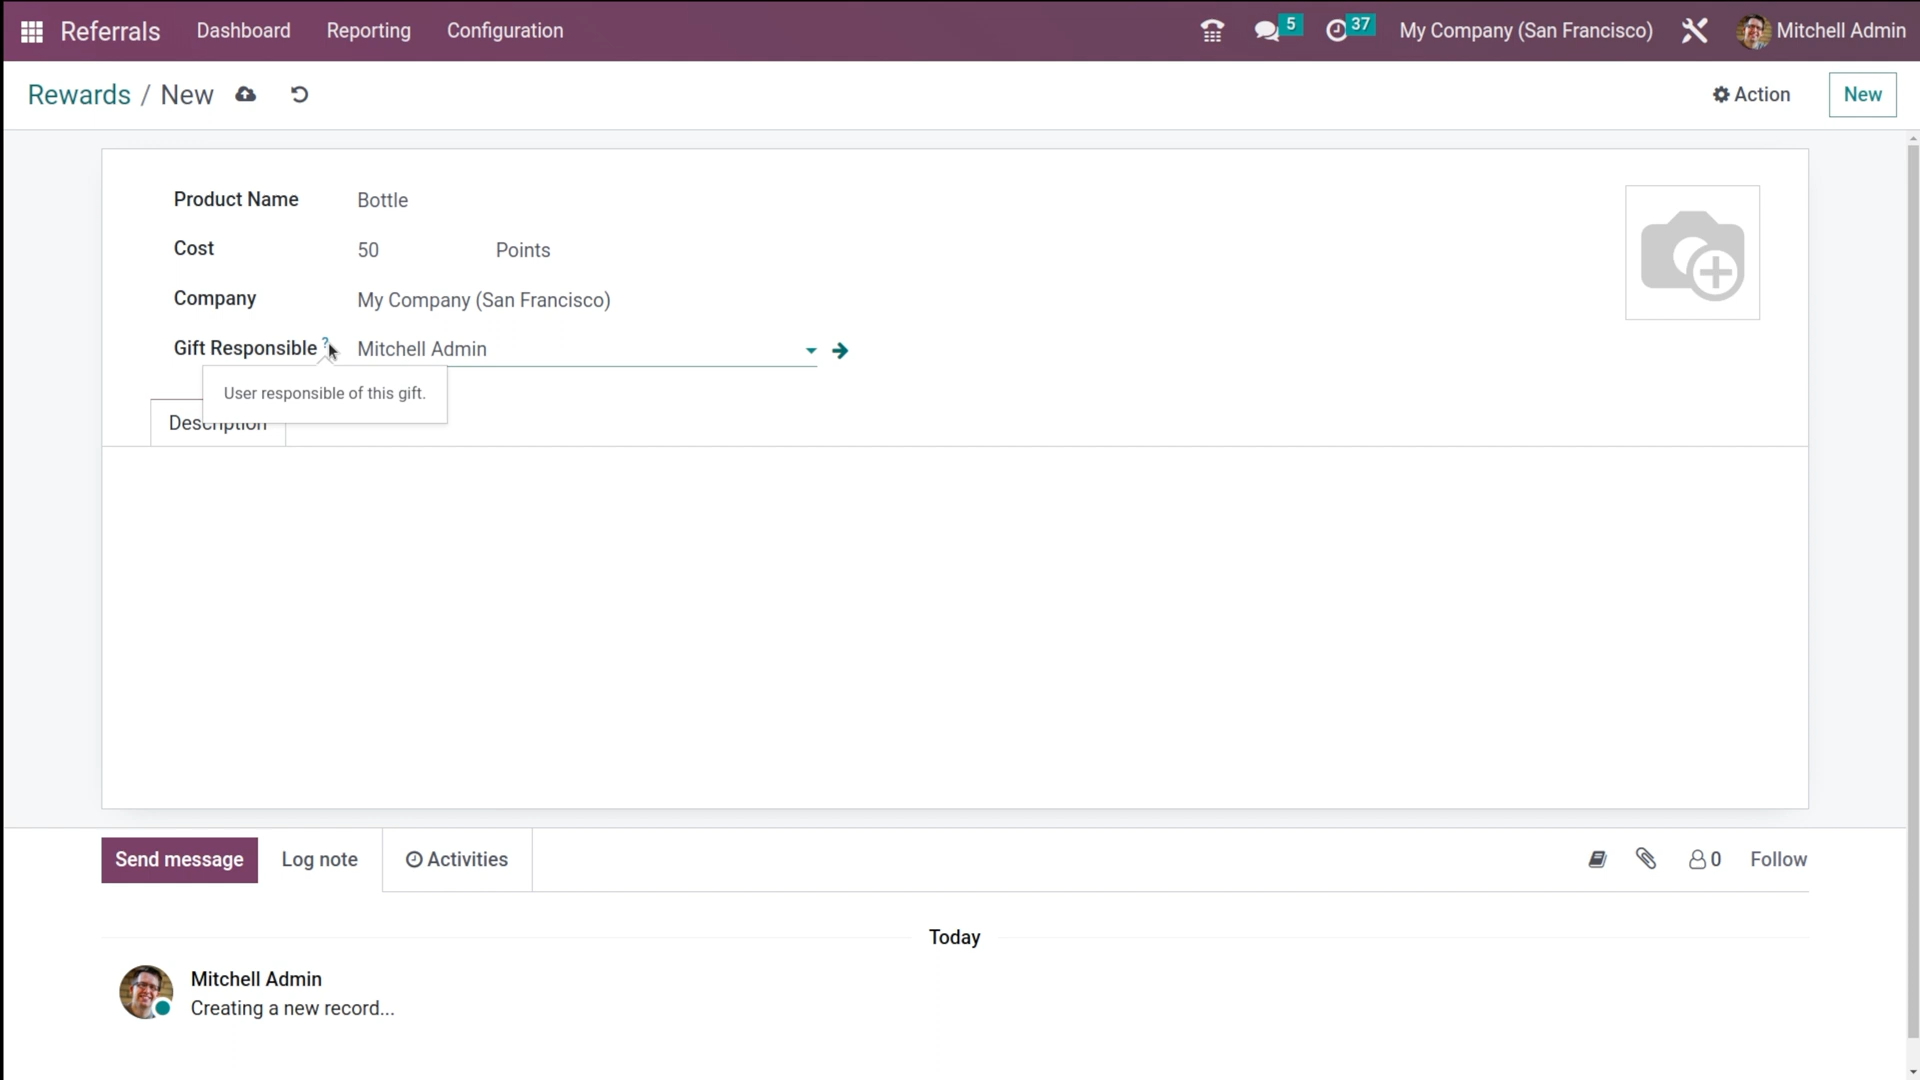 Referrals Dashboard Reporting Configuration 5 37 My Company (San Francisco) Mitchell Admin
Rewards / New Action New
Product Name Bottle
Cost 50 Points
Company My Company (San Francisco)
Gift Responsible ? Mitchell Admin
User responsible of this gift.
Description
Send message Log note Activities 0 Follow
Today
Mitchell Admin
Creating a new record...